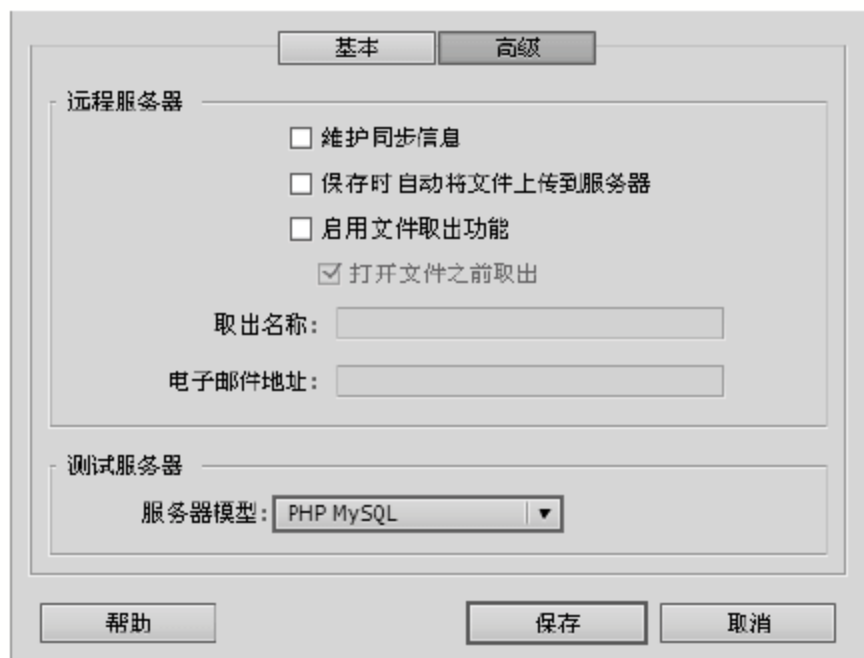 基本 高级
远程服务器
维护同步信息
保存时自动将文件上传到服务器
启用文件取出功能
打开文件之前取出
取出名称：
电子邮件地址：
测试服务器
服务器模型： PHP MySQL
帮助 保存 取消